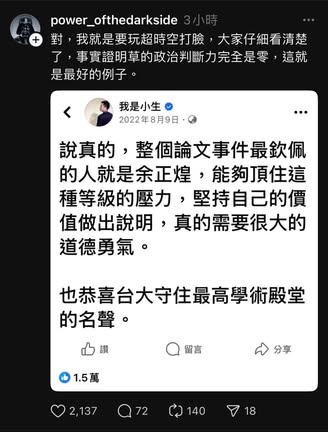 power_ofthedarkside 3小時
對，我就是要玩超時空打臉，大家仔細看清楚
了，事實證明草的政治判斷力完全是零，這就
是最好的例子。
我是小生
2022年8月9日
說真的，整個論文事件最欽佩
的人就是余正煌，能夠頂住這
種等級的壓力，堅持自己的價
值做出說明，真的需要很大的
道德勇氣。
也恭喜台大守住最高學術殿堂
的名聲。
讚 留言 分享
1.5萬
2,137 72 140 18